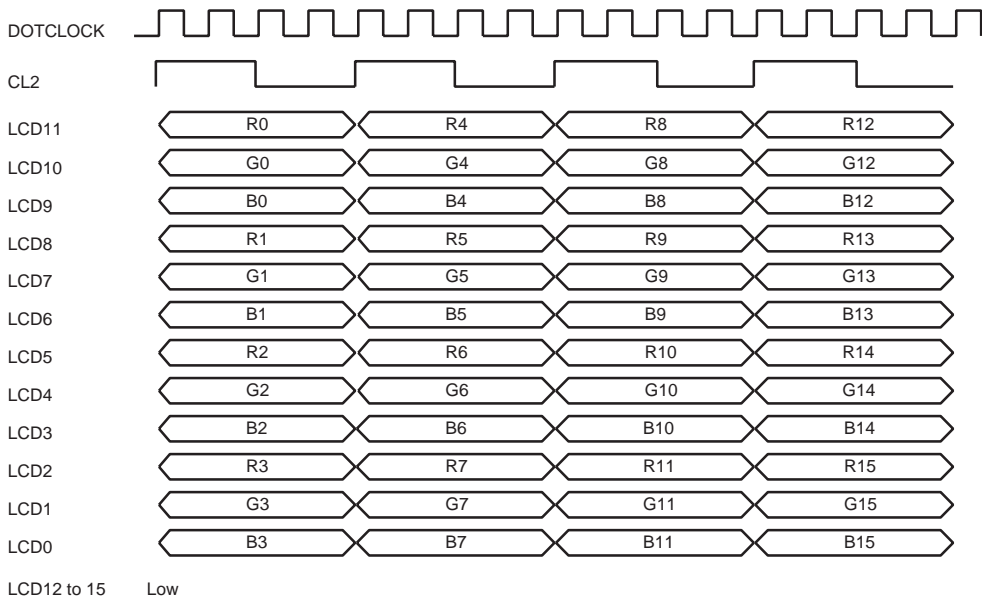 DOTCLOCK
CL2
LCD11 R0 R4 R8 R12
LCD10 G0 G4 G8 G12
LCD9 B0 B4 B8 B12
LCD8 R1 R5 R9 R13
LCD7 G1 G5 G9 G13
LCD6 B1 B5 B9 B13
LCD5 R2 R6 R10 R14
LCD4 G2 G6 G10 G14
LCD3 B2 B6 B10 B14
LCD2 R3 R7 R11 R15
LCD1 G3 G7 G11 G15
LCD0 B3 B7 B11 B15
LCD12 to 15 Low